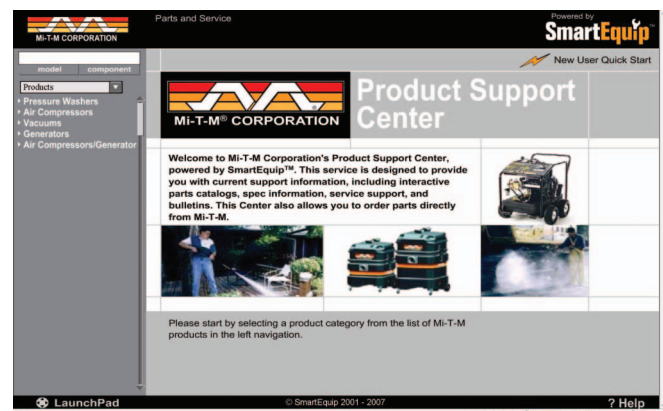 Parts and Service
Powered by
SmartEquip™
Mi-T-M CORPORATION
New User Quick Start
model component
Products
Pressure Washers
Air Compressors
Vacuums
Generators
Air Compressors/Generator
Mi-T-M® CORPORATION
Product Support
Center
Welcome to Mi-T-M Corporation's Product Support Center,
powered by SmartEquip™. This service is designed to provide
you with current support information, including interactive
parts catalogs, spec information, service support, and
bulletins. This Center also allows you to order parts directly
from Mi-T-M.
Please start by selecting a product category from the list of Mi-T-M
products in the left navigation.
LaunchPad
© SmartEquip 2001 - 2007
? Help